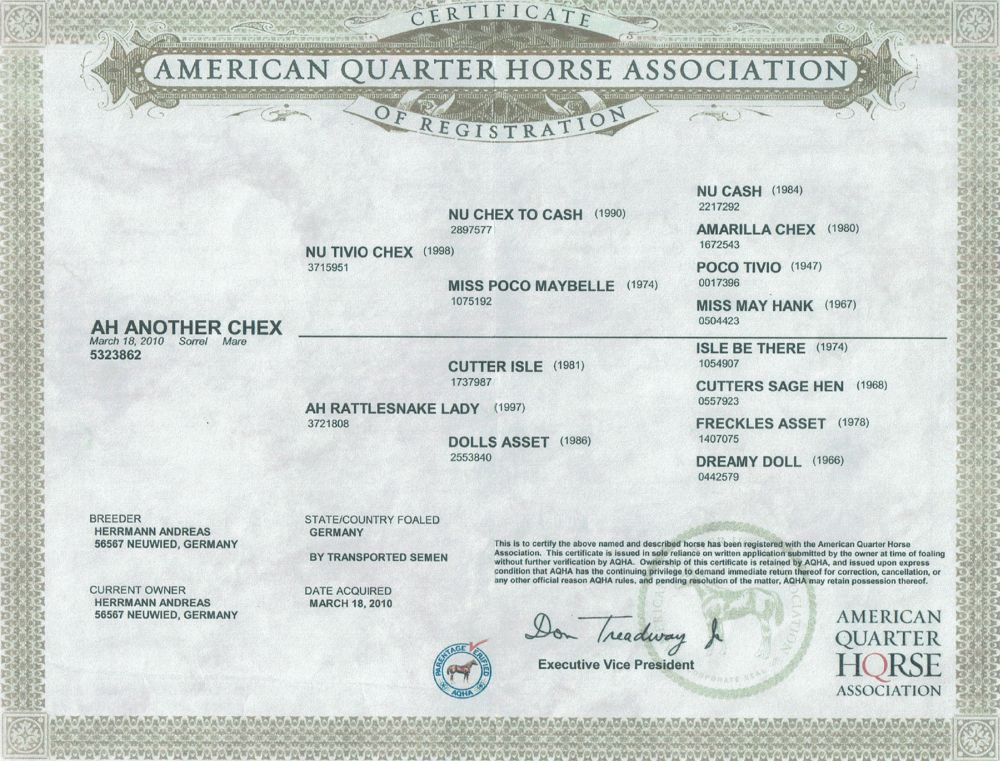 CERTIFICATE
AMERICAN QUARTER HORSE ASSOCIATION
OF REGISTRATION
NU CASH (1984)
2217292
NU CHEX TO CASH (1990)
2897577
AMARILLA CHEX (1980)
1672543
NU TIVIO CHEX (1998)
3715951
POCO TIVIO (1947)
0017396
MISS POCO MAYBELLE (1974)
1075192
MISS MAY HANK (1967)
0504423
AH ANOTHER CHEX
March 18, 2010 Sorrel Mare
5323862
ISLE BE THERE (1974)
1054907
CUTTER ISLE (1981)
1737987
CUTTERS SAGE HEN (1968)
0557923
AH RATTLESNAKE LADY (1997)
3721808
FRECKLES ASSET (1978)
1407075
DOLLS ASSET (1986)
2553840
DREAMY DOLL (1966)
0442579
BREEDER
HERRMANN ANDREAS
56567 NEUWIED, GERMANY
STATE/COUNTRY FOALED
GERMANY
BY TRANSPORTED SEMEN
CURRENT OWNER
HERRMANN ANDREAS
56567 NEUWIED, GERMANY
DATE ACQUIRED
MARCH 18, 2010
This is to certify the above named and described horse has been registered with the American Quarter Horse
Association. This certificate is issued in sole reliance on written application submitted by the owner at time of foaling
without further verification by AQHA. Ownership of this certificate is retained by AQHA, and issued upon express
condition that AQHA has the continuing privilege to demand immediate return thereof for correction, cancellation, or
any other official reason AQHA rules, and pending resolution of the matter, AQHA may retain possession thereof.
Don Treadway Jr
Executive Vice President
PARENTAGE VERIFIED
AQHA
CORPORATE SEAL
AMERICAN
QUARTER
HORSE
ASSOCIATION